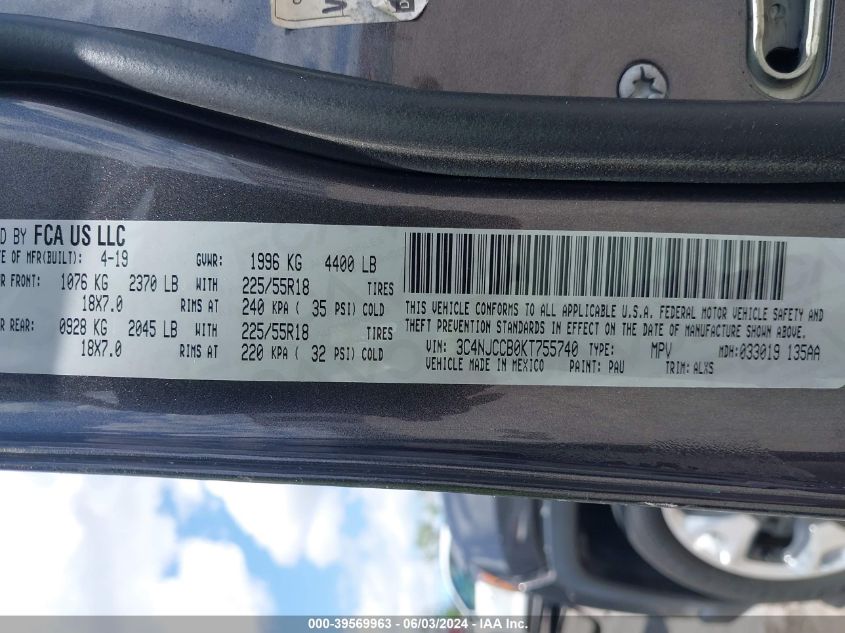 D BY FCA US LLC
TE OF MFR(BUILT): 4-19 GVWR: 1996 KG 4400 LB
R FRONT: 1076 KG 2370 LB WITH 225/55R18 TIRES
18X7.0 RIMS AT 240 KPA ( 35 PSI) COLD
R REAR: 0928 KG 2045 LB WITH 225/55R18 TIRES
18X7.0 RIMS AT 220 KPA ( 32 PSI) COLD
THIS VEHICLE CONFORMS TO ALL APPLICABLE U.S.A. FEDERAL MOTOR VEHICLE SAFETY AND
THEFT PREVENTION STANDARDS IN EFFECT ON THE DATE OF MANUFACTURE SHOWN ABOVE.
VIN: 3C4NJCCB0KT755740 TYPE: MPV MDH:033019 135AA
VEHICLE MADE IN MEXICO PAINT: PAU TRIM: ALXS
000-39569963 - 06/03/2024 - IAA Inc.